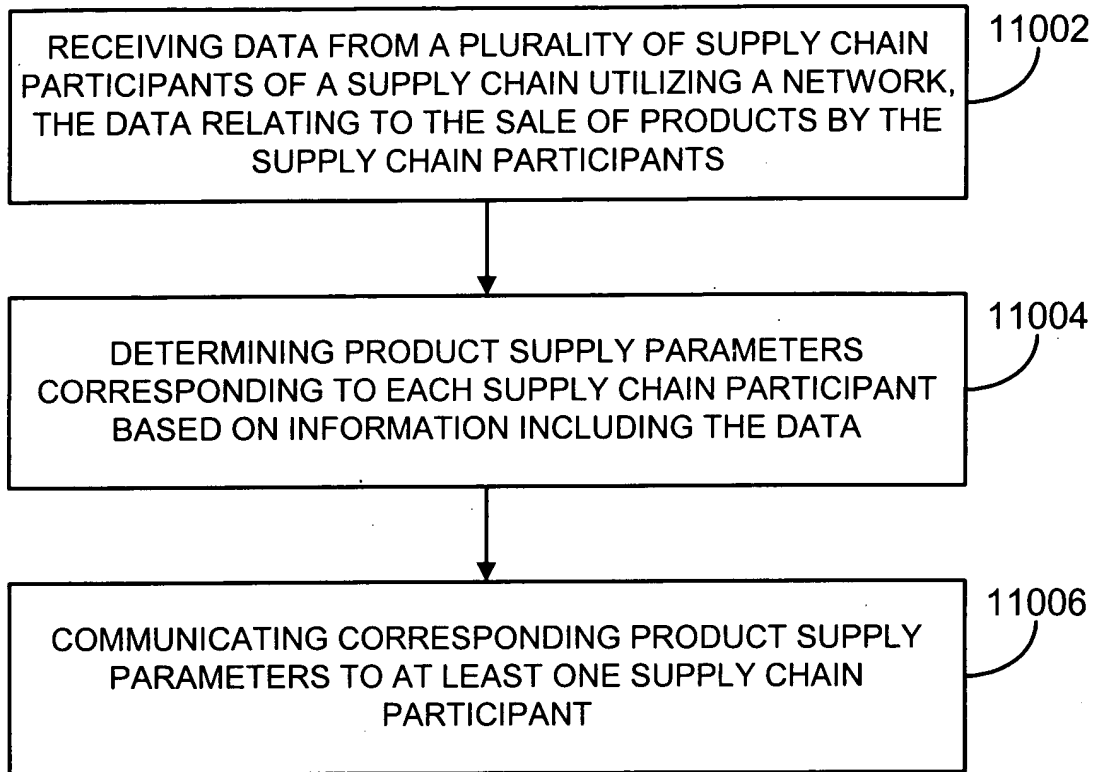 RECEIVING DATA FROM A PLURALITY OF SUPPLY CHAIN
PARTICIPANTS OF A SUPPLY CHAIN UTILIZING A NETWORK,
THE DATA RELATING TO THE SALE OF PRODUCTS BY THE
SUPPLY CHAIN PARTICIPANTS
11002
DETERMINING PRODUCT SUPPLY PARAMETERS
CORRESPONDING TO EACH SUPPLY CHAIN PARTICIPANT
BASED ON INFORMATION INCLUDING THE DATA
11004
COMMUNICATING CORRESPONDING PRODUCT SUPPLY
PARAMETERS TO AT LEAST ONE SUPPLY CHAIN
PARTICIPANT
11006